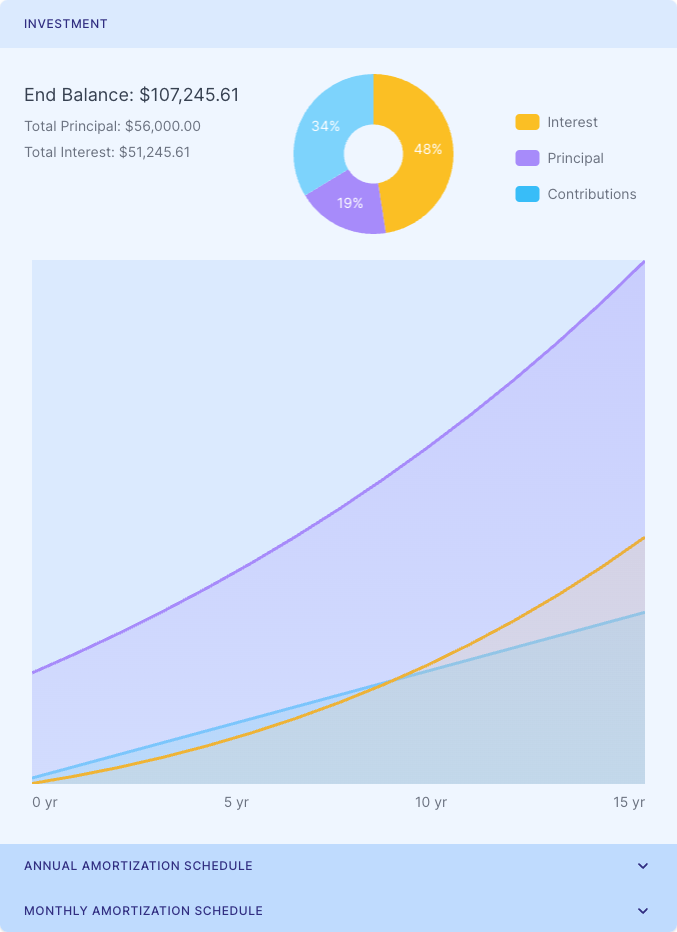 INVESTMENT
End Balance: $107,245.61
Total Principal: $56,000.00
Total Interest: $51,245.61
34%
48%
19%
Interest
Principal
Contributions
0 yr
5 yr
10 yr
15 yr
ANNUAL AMORTIZATION SCHEDULE
MONTHLY AMORTIZATION SCHEDULE